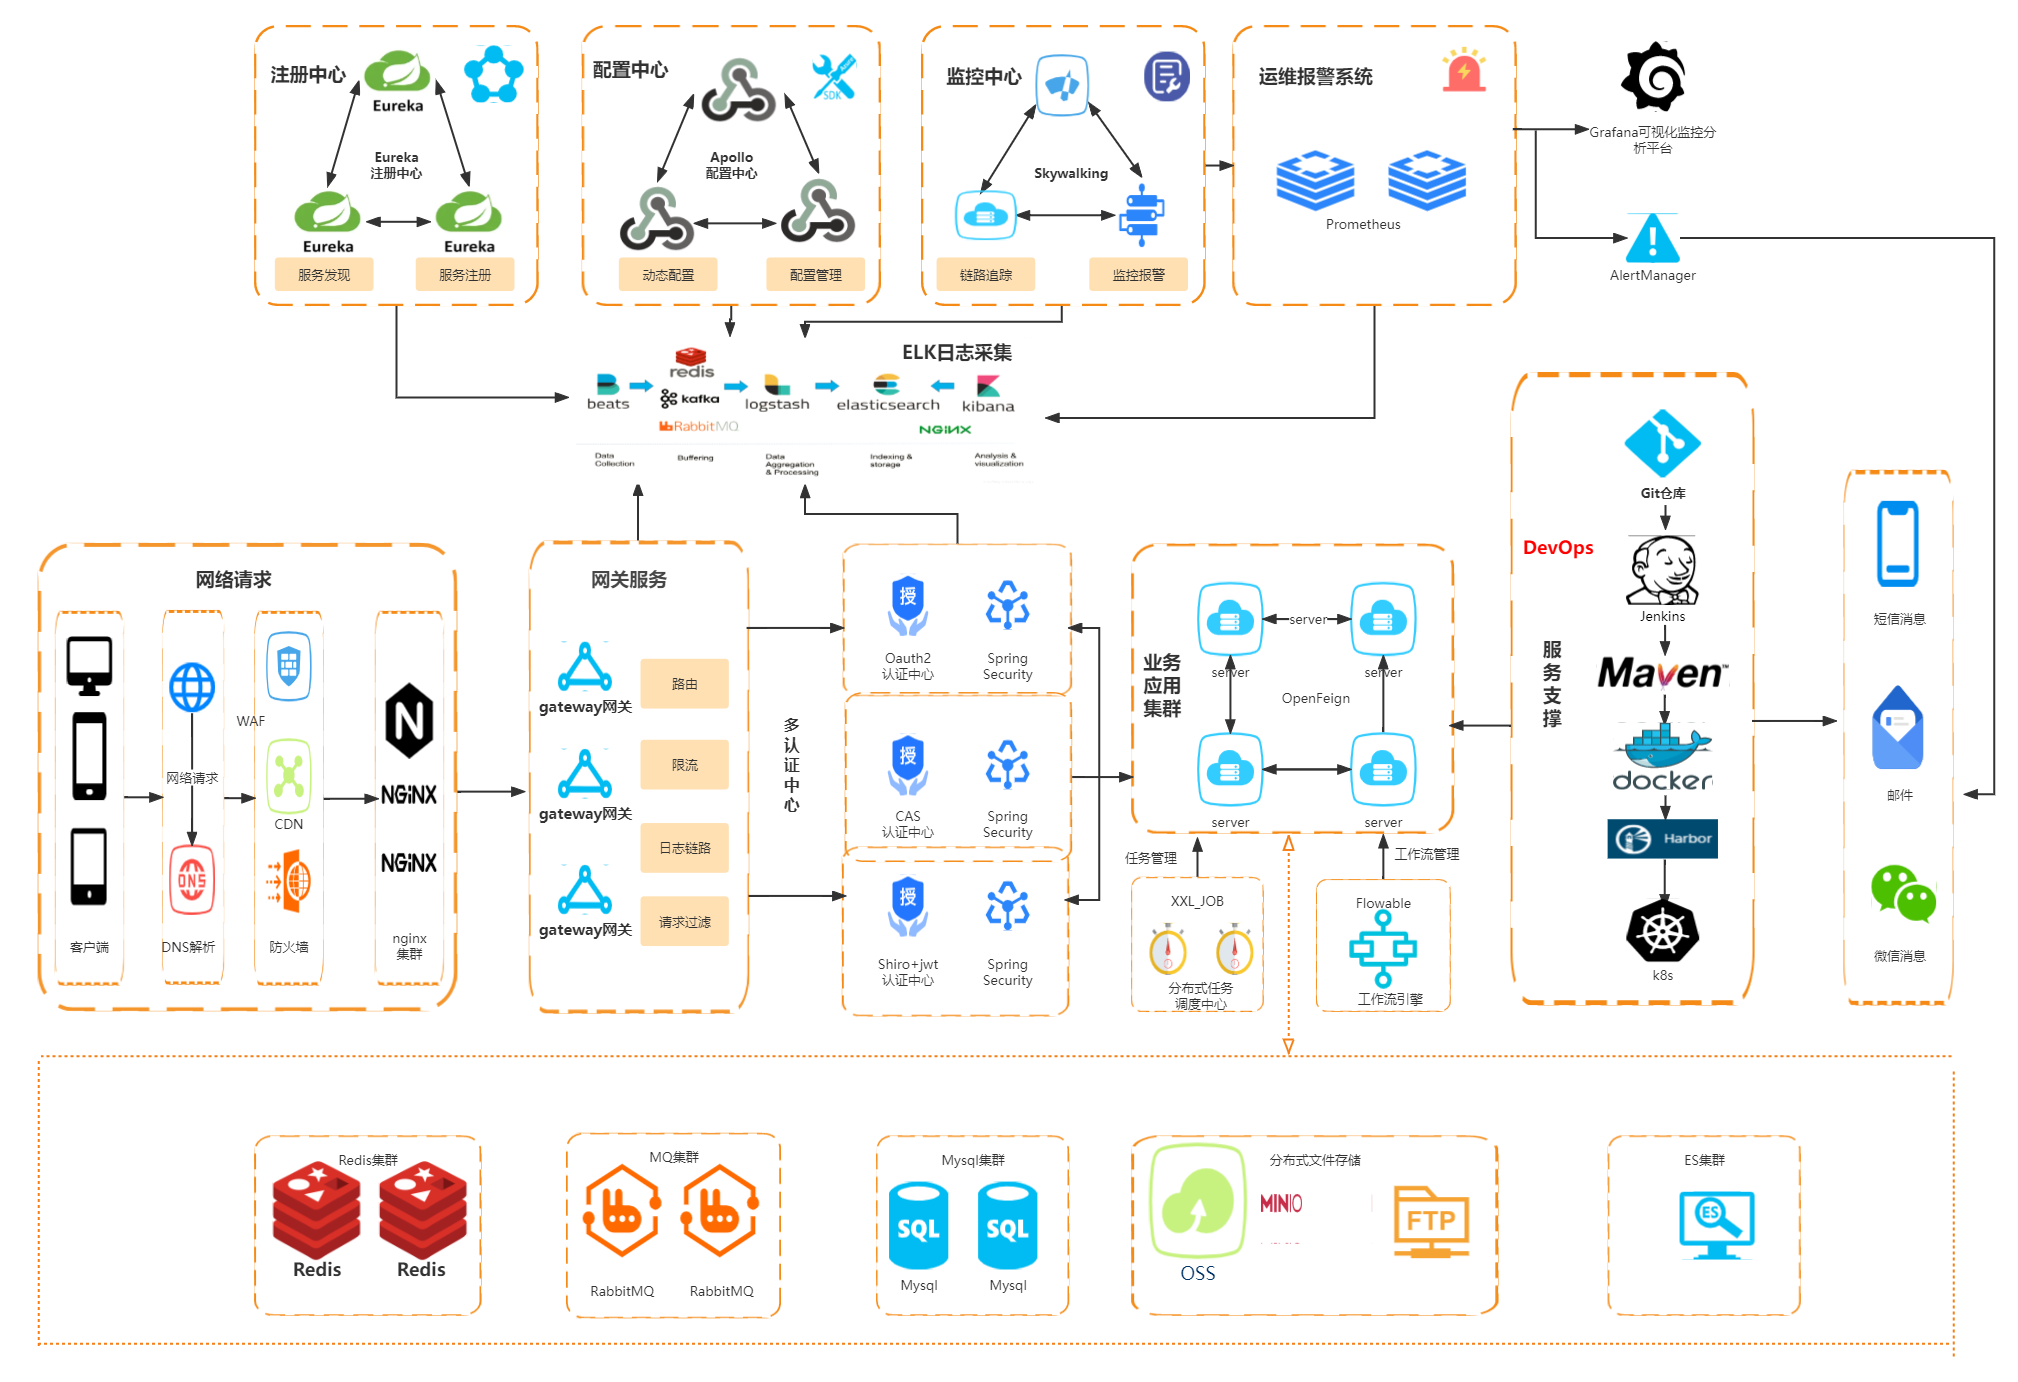 注册中心
Eureka
Eureka
注册中心
Eureka
Eureka
服务发现
服务注册
配置中心
Azure
SDK
Apollo
配置中心
动态配置
配置管理
监控中心
Skywalking
链路追踪
监控报警
运维报警系统
Prometheus
Grafana可视化监控分
析平台
AlertManager
ELK日志采集
redis
beats
kafka
logstash
elasticsearch
kibana
RabbitMQ
NGINX
Data
Collection
Buffering
Data
Aggregation
& Processing
Indexing &
storage
Analysis &
visualization
网络请求
WAF
网络请求
CDN
DNS
N
NGINX
NGINX
客户端
DNS解析
防火墙
nginx
集群
网关服务
gateway网关
gateway网关
gateway网关
路由
限流
日志链路
请求过滤
多认证中心
授
Oauth2
认证中心
Spring
Security
授
CAS
认证中心
Spring
Security
授
Shiro+jwt
认证中心
Spring
Security
业务
应用
集群
server
server
server
OpenFeign
server
server
任务管理
工作流管理
XXL_JOB
分布式任务
调度中心
Flowable
工作流引擎
DevOps
服务支撑
Git仓库
Jenkins
Maven™
docker
Harbor
k8s
短信消息
邮件
微信消息
Redis集群
Redis
Redis
MQ集群
RabbitMQ
RabbitMQ
Mysql集群
SQL
SQL
Mysql
Mysql
分布式文件存储
OSS
MINIO
FTP
ES集群
ES